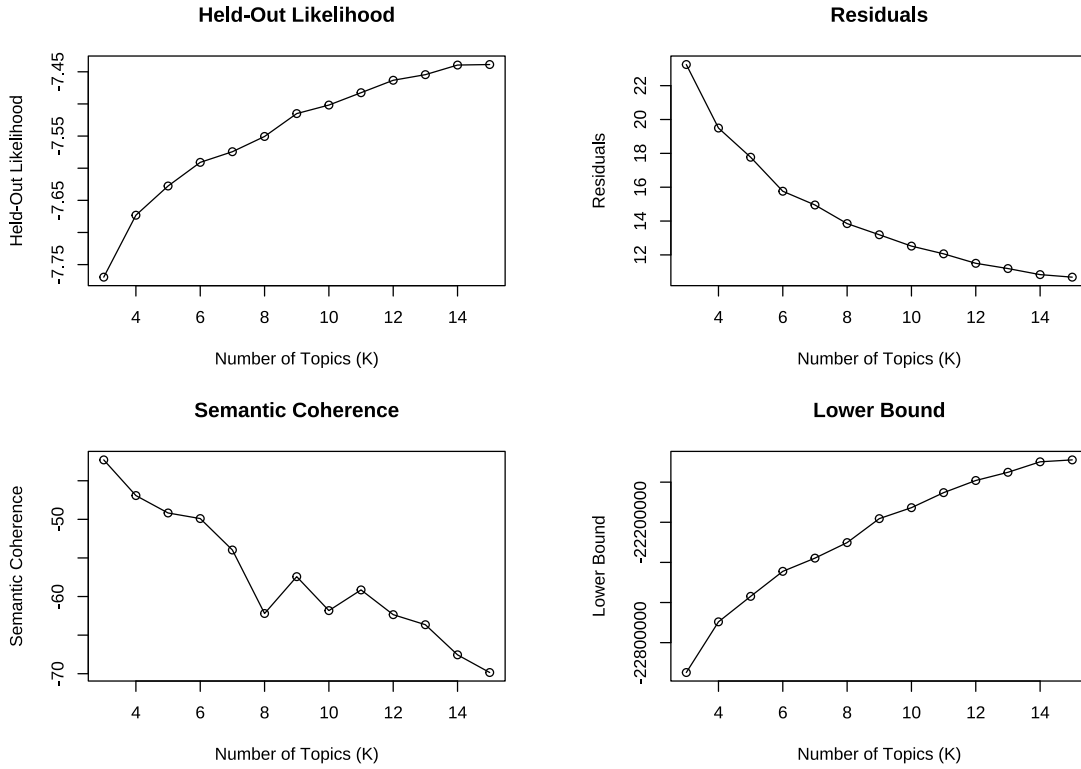 Held-Out Likelihood
Held-Out Likelihood
-7.45
-7.55
-7.65
-7.75
4 6 8 10 12 14
Number of Topics (K)
Residuals
Residuals
22
20
18
16
14
12
4 6 8 10 12 14
Number of Topics (K)
Semantic Coherence
Semantic Coherence
-50
-60
-70
4 6 8 10 12 14
Number of Topics (K)
Lower Bound
Lower Bound
-22200000
-22800000
4 6 8 10 12 14
Number of Topics (K)